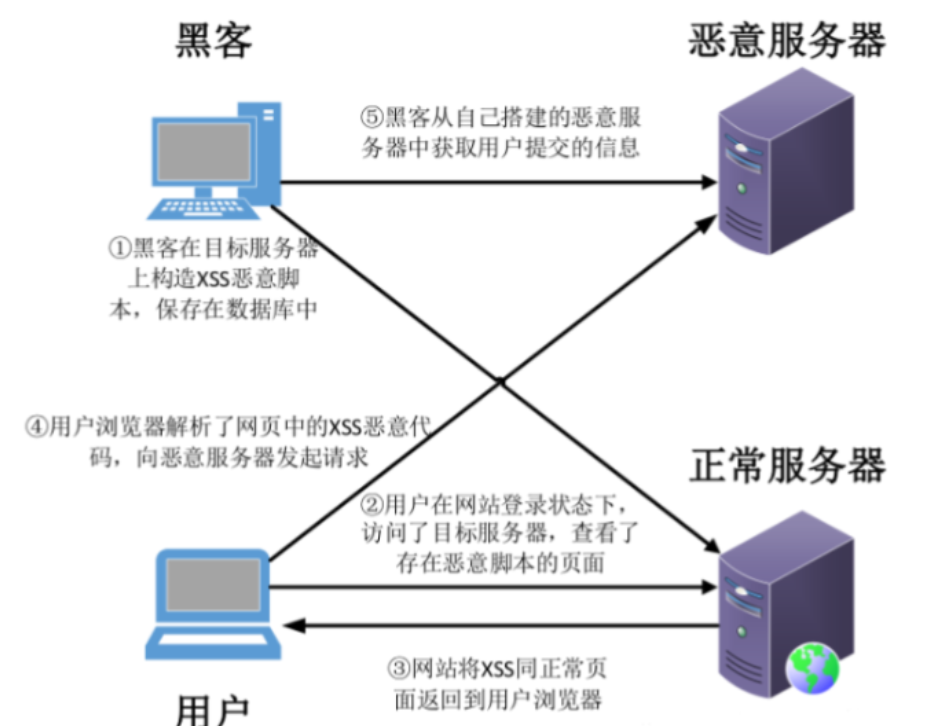 黑客
恶意服务器
⑤黑客从自己搭建的恶意服
务器中获取用户提交的信息
①黑客在目标服务器
上构造XSS恶意脚
本，保存在数据库中
④用户浏览器解析了网页中的XSS恶意代
码，向恶意服务器发起请求
正常服务器
②用户在网站登录状态下，
访问了目标服务器，查看了
存在恶意脚本的页面
③网站将XSS同正常页
面返回到用户浏览器
用户